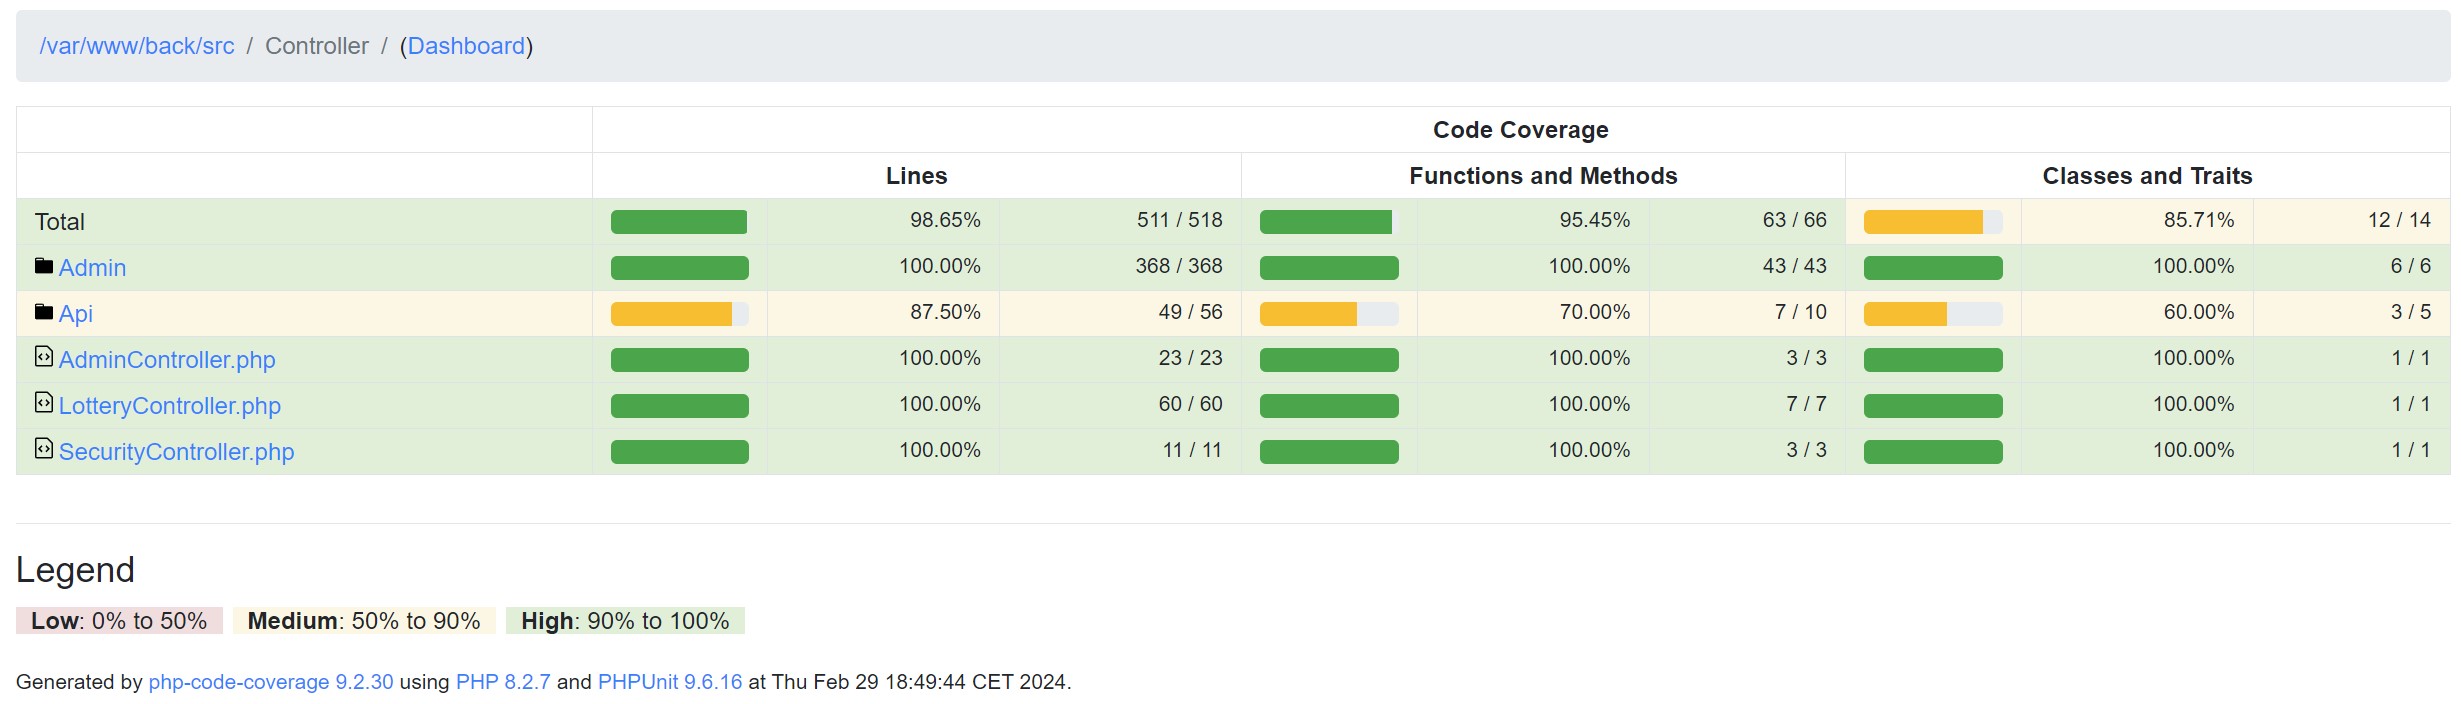 /var/www/back/src / Controller / (Dashboard)
Code Coverage
Lines Functions and Methods Classes and Traits
Total 98.65% 511 / 518 95.45% 63 / 66 85.71% 12 / 14
Admin 100.00% 368 / 368 100.00% 43 / 43 100.00% 6 / 6
Api 87.50% 49 / 56 70.00% 7 / 10 60.00% 3 / 5
AdminController.php 100.00% 23 / 23 100.00% 3 / 3 100.00% 1 / 1
LotteryController.php 100.00% 60 / 60 100.00% 7 / 7 100.00% 1 / 1
SecurityController.php 100.00% 11 / 11 100.00% 3 / 3 100.00% 1 / 1
Legend
Low: 0% to 50% Medium: 50% to 90% High: 90% to 100%
Generated by php-code-coverage 9.2.30 using PHP 8.2.7 and PHPUnit 9.6.16 at Thu Feb 29 18:49:44 CET 2024.